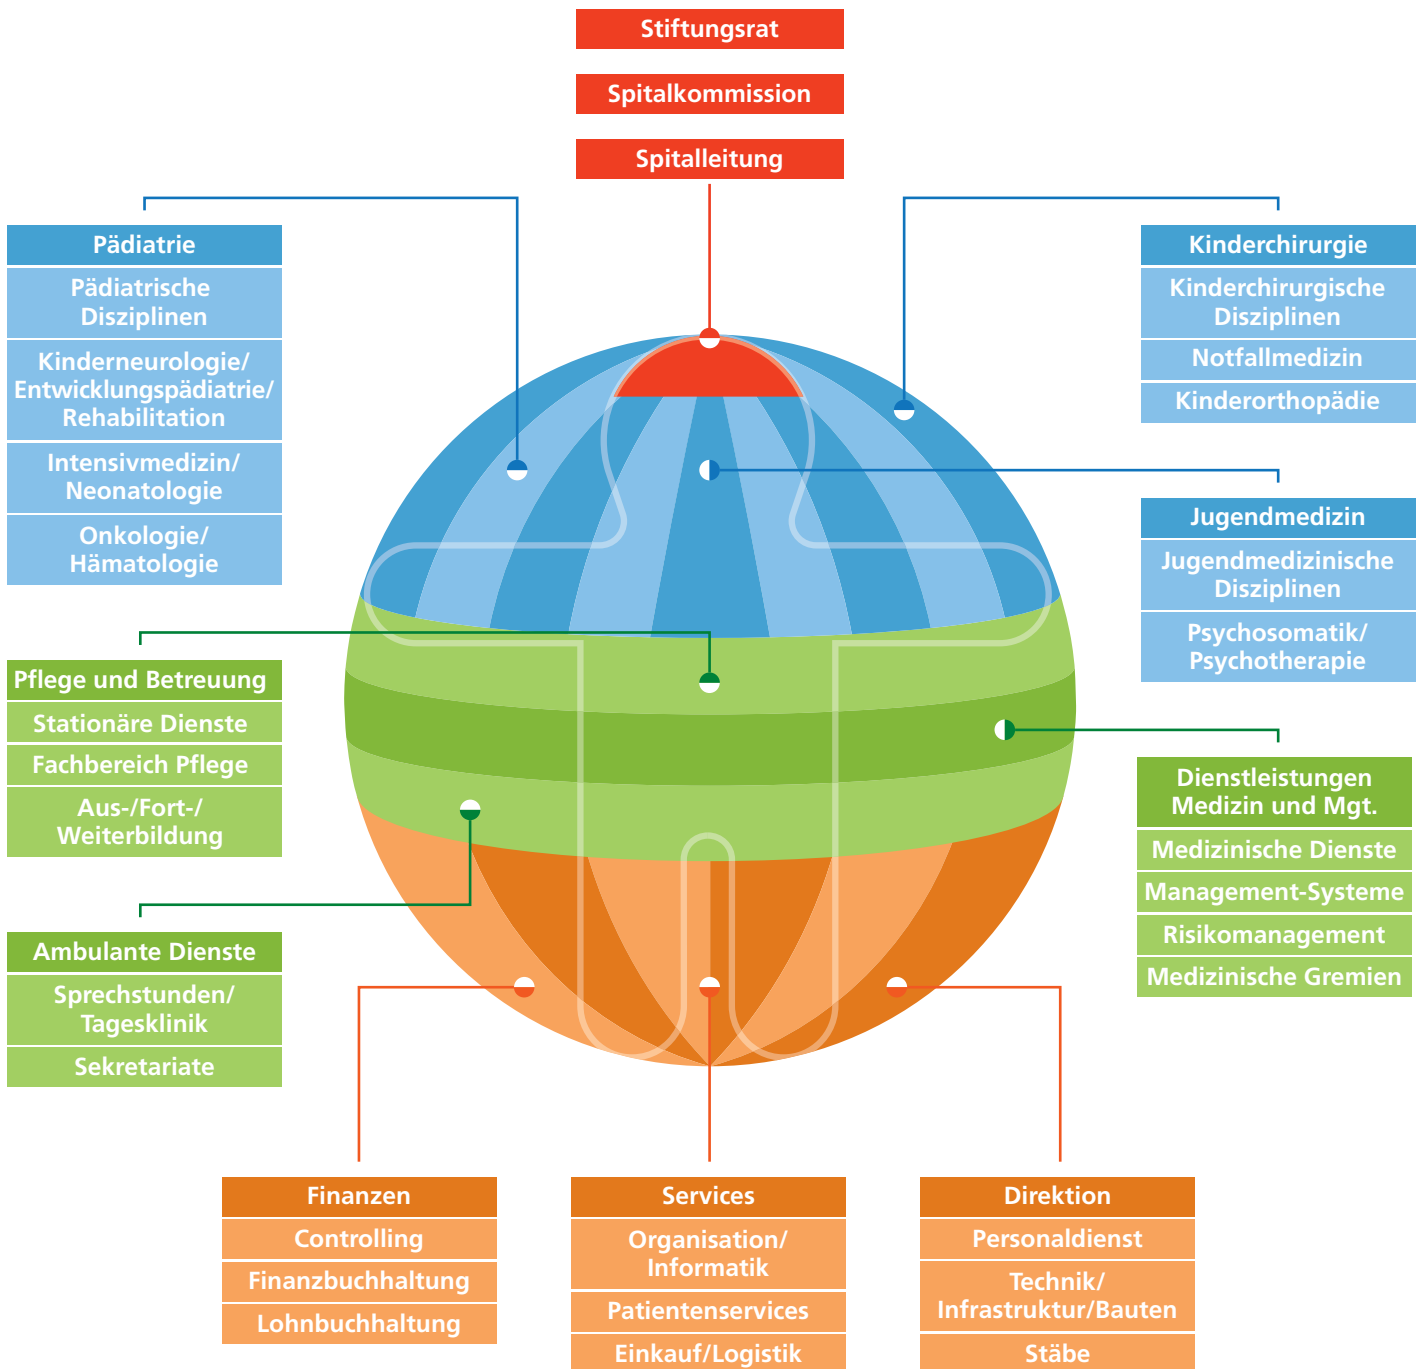 Stiftungsrat
Spitalkommission
Spitalleitung
Pädiatrie
Pädiatrische
Disziplinen
Kinderneurologie/
Entwicklungspädiatrie/
Rehabilitation
Intensivmedizin/
Neonatologie
Onkologie/
Hämatologie
Kinderchirurgie
Kinderchirurgische
Disziplinen
Notfallmedizin
Kinderorthopädie
Jugendmedizin
Jugendmedizinische
Disziplinen
Psychosomatik/
Psychotherapie
Pflege und Betreuung
Stationäre Dienste
Fachbereich Pflege
Aus-/Fort-/
Weiterbildung
Dienstleistungen
Medizin und Mgt.
Medizinische Dienste
Management-Systeme
Risikomanagement
Medizinische Gremien
Ambulante Dienste
Sprechstunden/
Tagesklinik
Sekretariate
Finanzen
Controlling
Finanzbuchhaltung
Lohnbuchhaltung
Services
Organisation/
Informatik
Patientenservices
Einkauf/Logistik
Direktion
Personaldienst
Technik/
Infrastruktur/Bauten
Stäbe